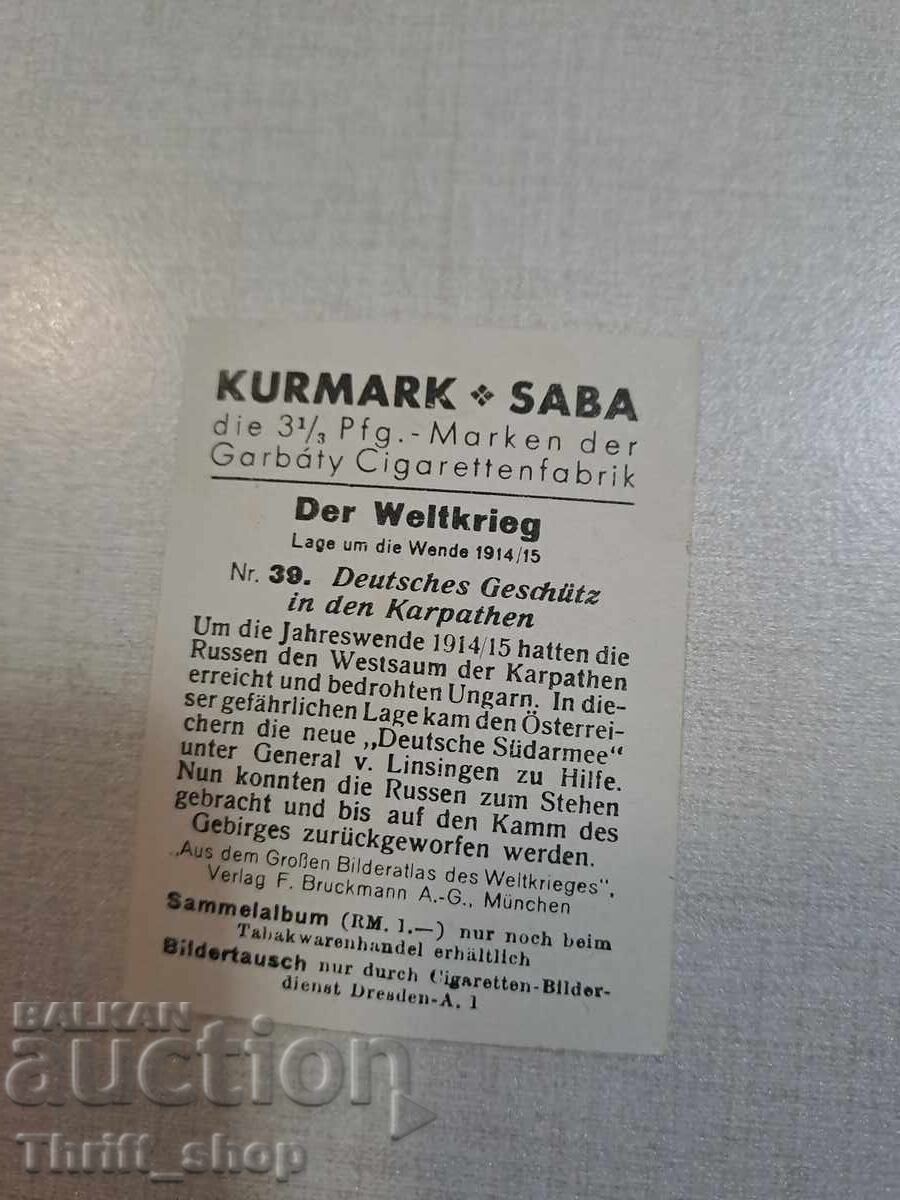 KURMARK ❖ SABA
die 3⅓ Pfg.-Marken der
Garbáty Cigarettenfabrik
Der Weltkrieg
Lage um die Wende 1914/15
Nr. 39. Deutsches Geschütz
in den Karpathen
Um die Jahreswende 1914/15 hatten die
Russen den Westsaum der Karpathen
erreicht und bedrohten Ungarn. In die-
ser gefährlichen Lage kam den Österrei-
chern die neue „Deutsche Südarmee“
unter General v. Linsingen zu Hilfe.
Nun konnten die Russen zum Stehen
gebracht und bis auf den Kamm des
Gebirges zurückgeworfen werden.
„Aus dem Großen Bilderatlas des Weltkrieges“,
Verlag F. Bruckmann A.-G., München
Sammelalbum (RM. 1.—) nur noch beim
Tabakwarenhandel erhältlich
Bildertausch nur durch Cigaretten-Bilder-
dienst Dresden-A. 1
BALKAN
auction
Thrift_shop